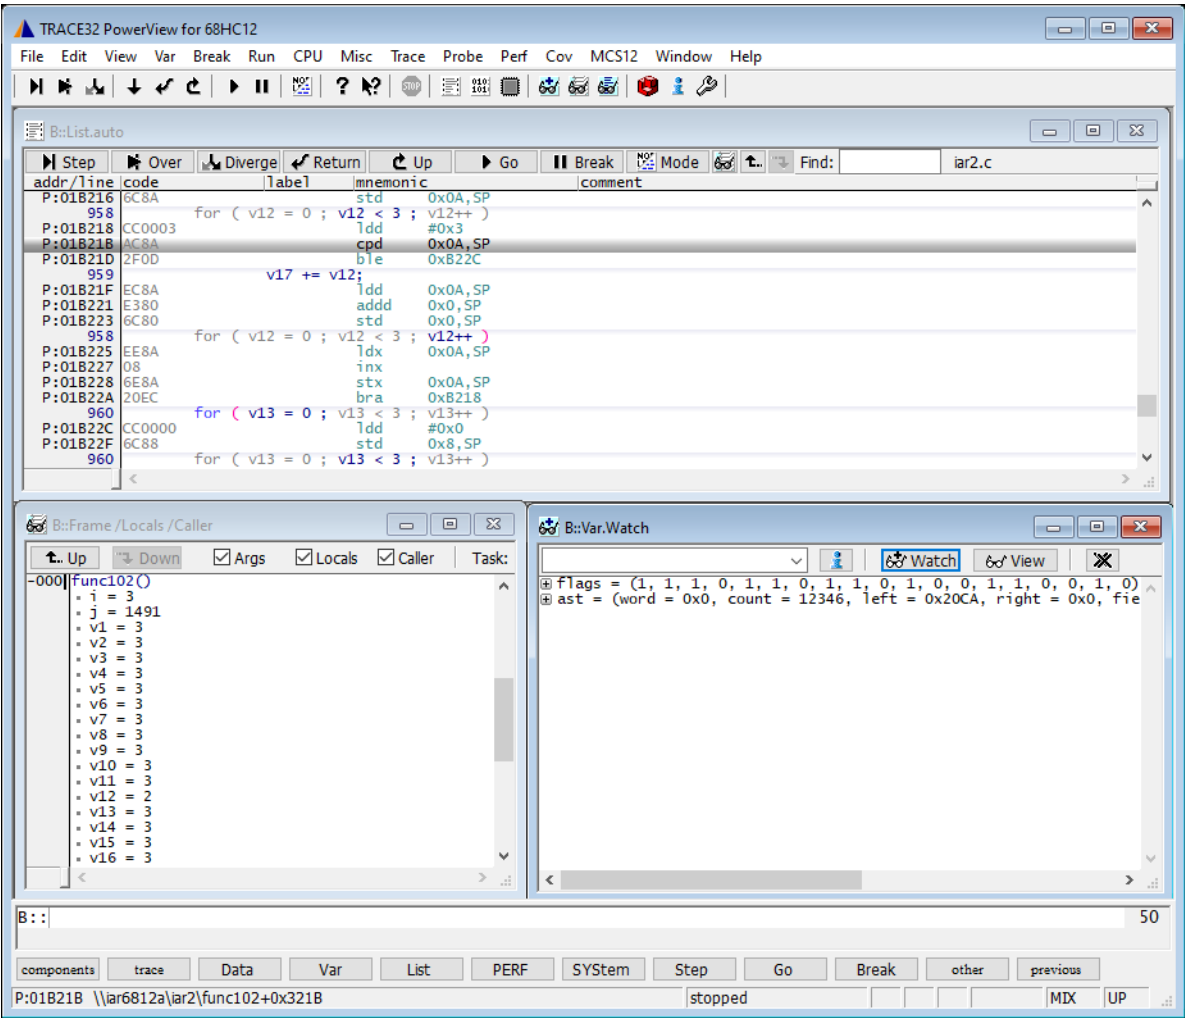 TRACE32 PowerView for 68HC12
File Edit View Var Break Run CPU Misc Trace Probe Perf Cov MCS12 Window Help
B::List.auto
Step Over Diverge Return Up Go Break Mode Find: iar2.c
addr/line code label mnemonic comment
P:01B216 6C8A std 0x0A,SP
958 for ( v12 = 0 ; v12 < 3 ; v12++ )
P:01B218 CC0003 ldd #0x3
P:01B21B AC8A cpd 0x0A,SP
P:01B21D 2F0D ble 0xB22C
959 v17 += v12;
P:01B21F EC8A ldd 0x0A,SP
P:01B221 E380 addd 0x0,SP
P:01B223 6C80 std 0x0,SP
958 for ( v12 = 0 ; v12 < 3 ; v12++ )
P:01B225 EE8A ldx 0x0A,SP
P:01B227 08 inx
P:01B228 6E8A stx 0x0A,SP
P:01B22A 20EC bra 0xB218
960 for ( v13 = 0 ; v13 < 3 ; v13++ )
P:01B22C CC0000 ldd #0x0
P:01B22F 6C88 std 0x8,SP
960 for ( v13 = 0 ; v13 < 3 ; v13++ )
B::Frame /Locals /Caller
Up Down Args Locals Caller Task:
-000 func102()
i = 3
j = 1491
v1 = 3
v2 = 3
v3 = 3
v4 = 3
v5 = 3
v6 = 3
v7 = 3
v8 = 3
v9 = 3
v10 = 3
v11 = 3
v12 = 2
v13 = 3
v14 = 3
v15 = 3
v16 = 3
B::Var.Watch
Watch View
flags = (1, 1, 1, 0, 1, 1, 0, 1, 1, 0, 1, 0, 0, 1, 1, 0, 0, 1, 0)
ast = (word = 0x0, count = 12346, left = 0x20CA, right = 0x0, fie
B:: 50
components trace Data Var List PERF SYStem Step Go Break other previous
P:01B21B \\iar6812a\iar2\func102+0x321B stopped MIX UP